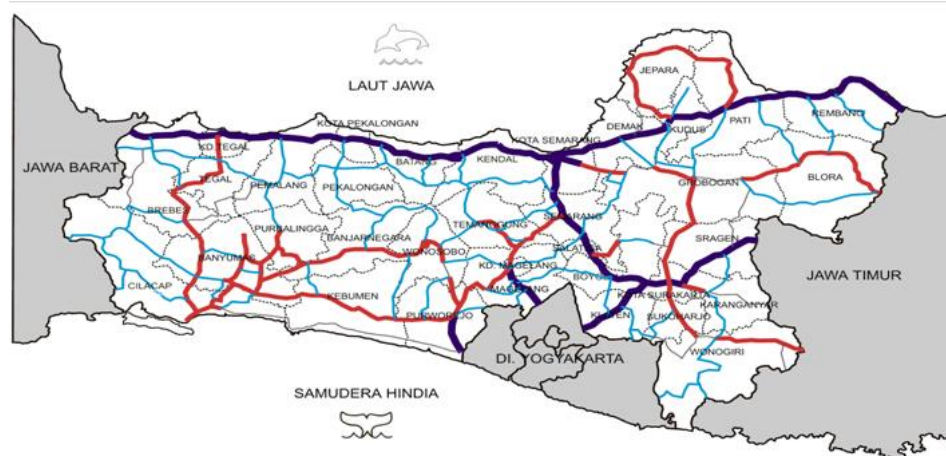 JEPARA
LAUT JAWA
KOTA PEKALONGAN
DEMAK
KUDUS
PATI
REMBANG
KOTA SEMARANG
KD.TEGAL
BATANG
KENDAL
JAWA BARAT
TEGAL
PEMALANG
PEKALONGAN
GROBOGAN
BLORA
BREBES
TEMANGGUNG
SEMARANG
PURBALINGGA
BANJARNEGARA
SRAGEN
WONOSOBO
SALATIGA
BANYUMAS
KD. MAGELANG
BOYOLALI
JAWA TIMUR
CILACAP
MAGELANG
KEBUMEN
KOTA SURAKARTA
KARANGANYAR
PURWOREJO
KLATEN
SUKOHARJO
DI. YOGYAKARTA
WONOGIRI
SAMUDERA HINDIA